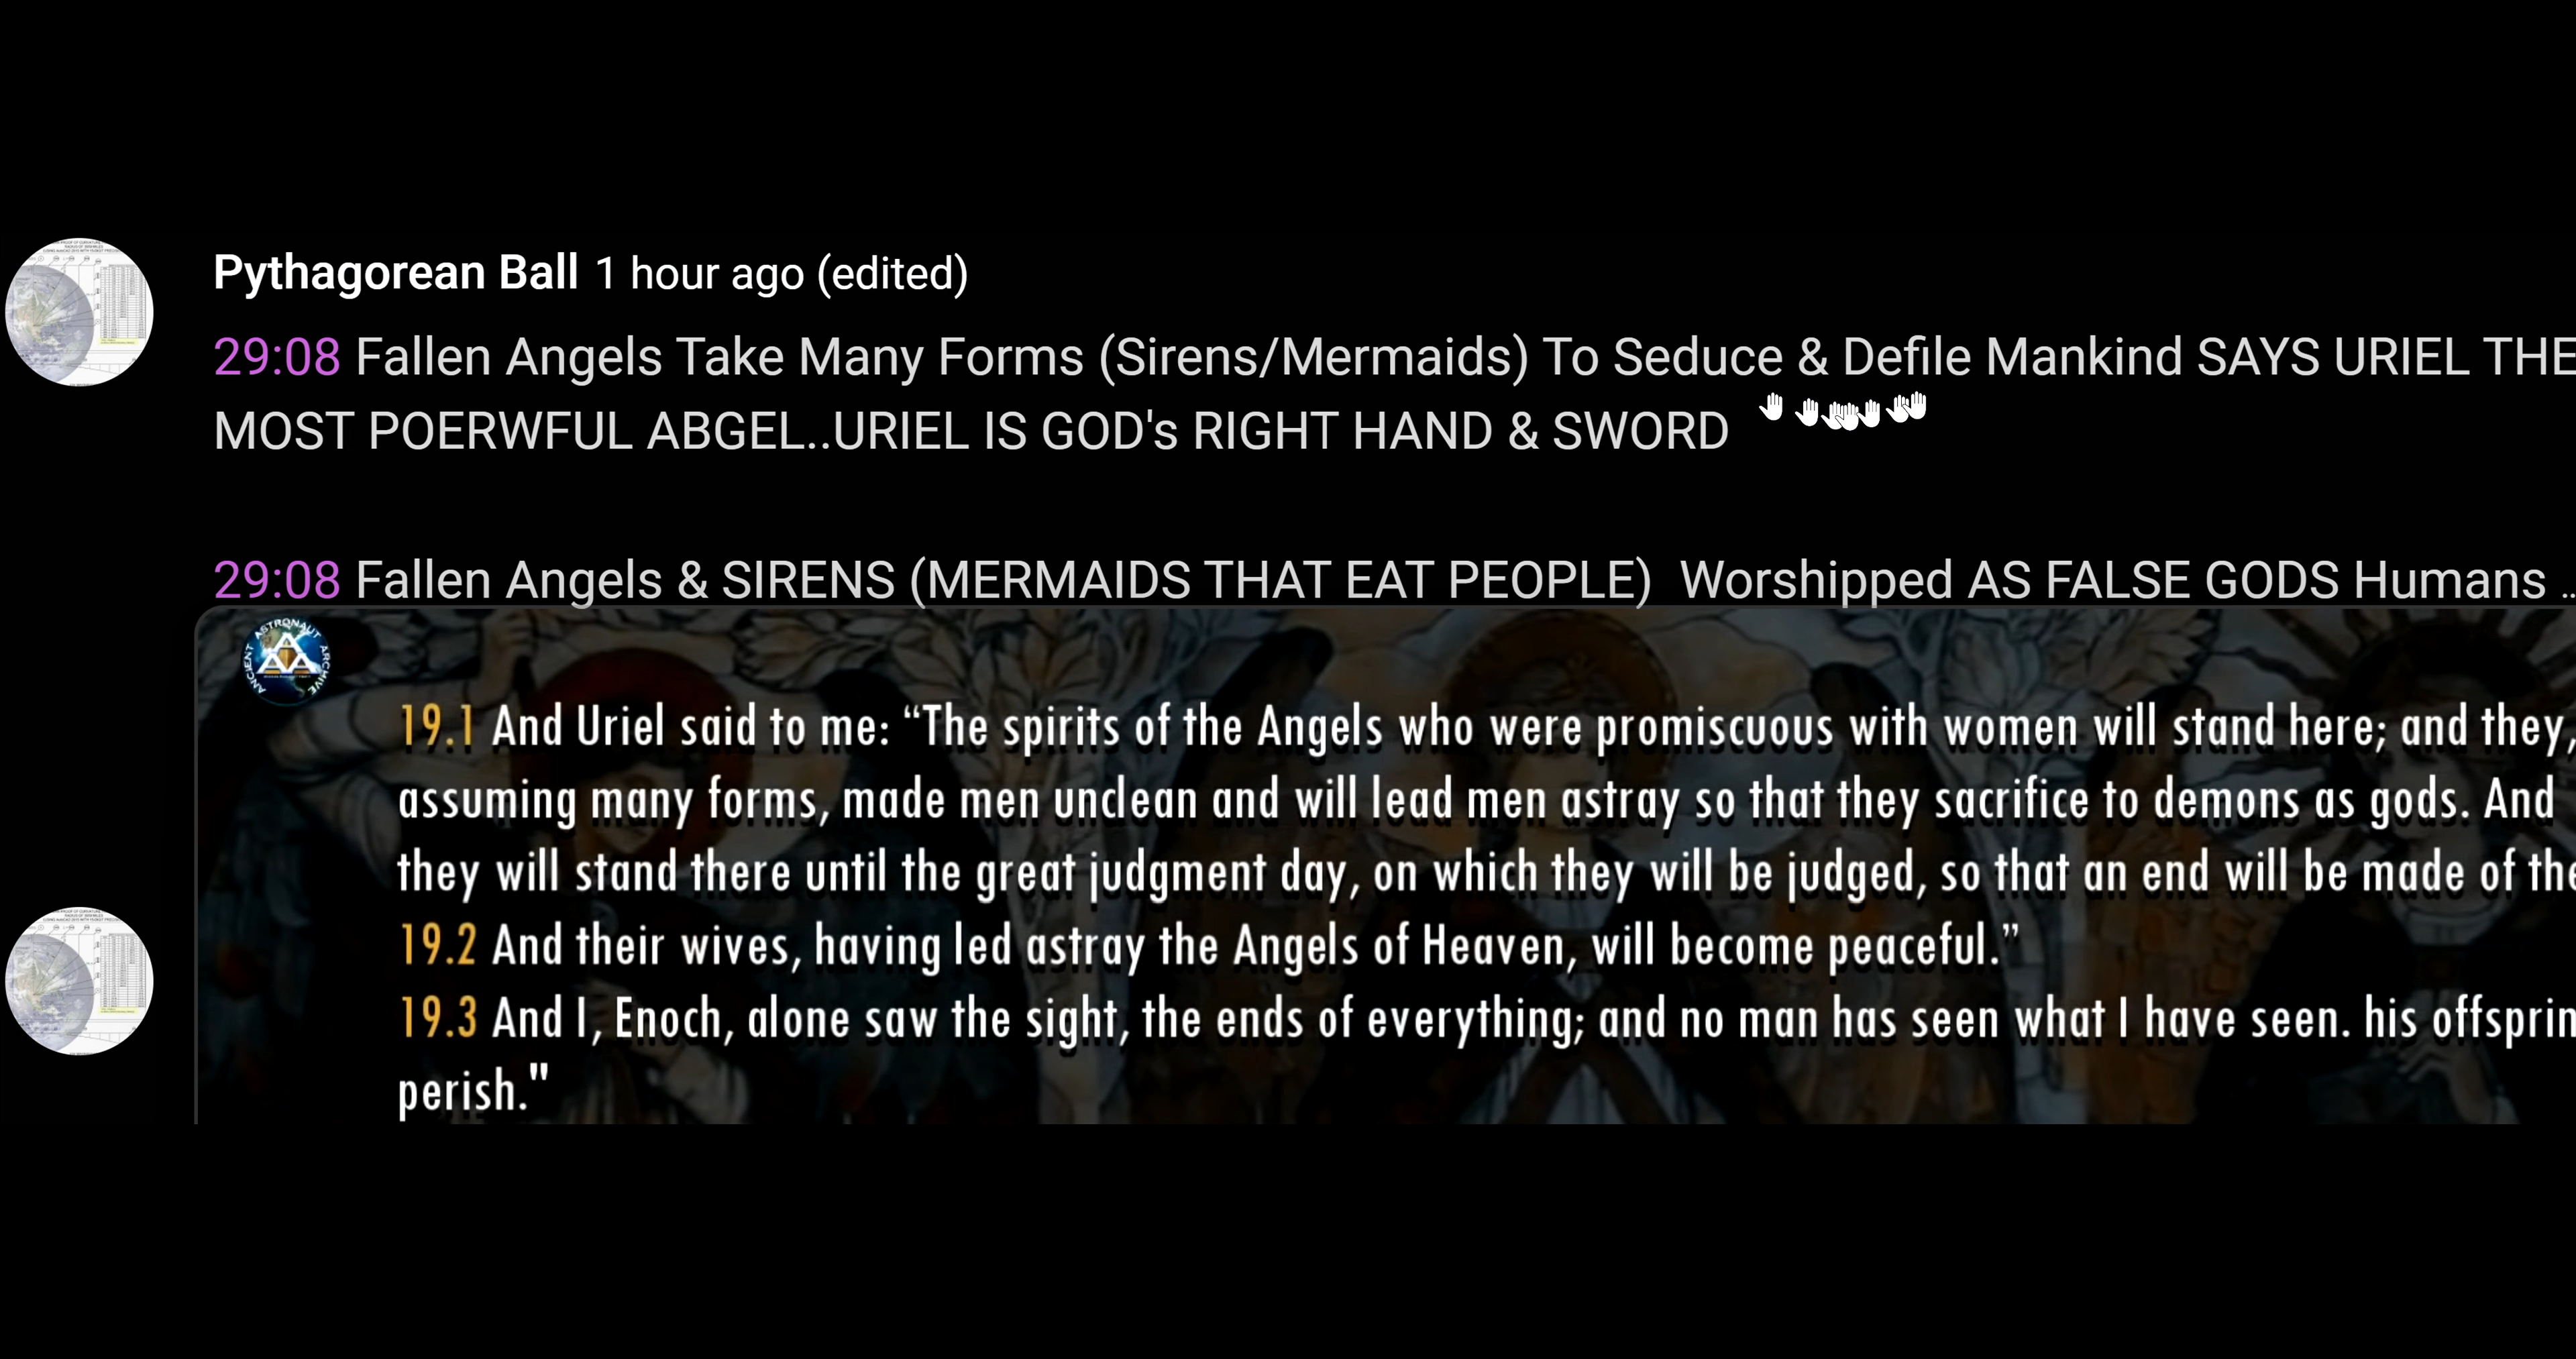 Pythagorean Ball 1 hour ago (edited)
29:08 Fallen Angels Take Many Forms (Sirens/Mermaids) To Seduce & Defile Mankind SAYS URIEL THE
MOST POERWFUL ABGEL..URIEL IS GOD's RIGHT HAND & SWORD
29:08 Fallen Angels & SIRENS (MERMAIDS THAT EAT PEOPLE) Worshipped AS FALSE GODS Humans ..
ANCIENT ASTRONAUT ARCHIVE
AAA
19.1 And Uriel said to me: “The spirits of the Angels who were promiscuous with women will stand here; and they,
assuming many forms, made men unclean and will lead men astray so that they sacrifice to demons as gods. And
they will stand there until the great judgment day, on which they will be judged, so that an end will be made of the
19.2 And their wives, having led astray the Angels of Heaven, will become peaceful.”
19.3 And I, Enoch, alone saw the sight, the ends of everything; and no man has seen what I have seen. his offsprin
perish."